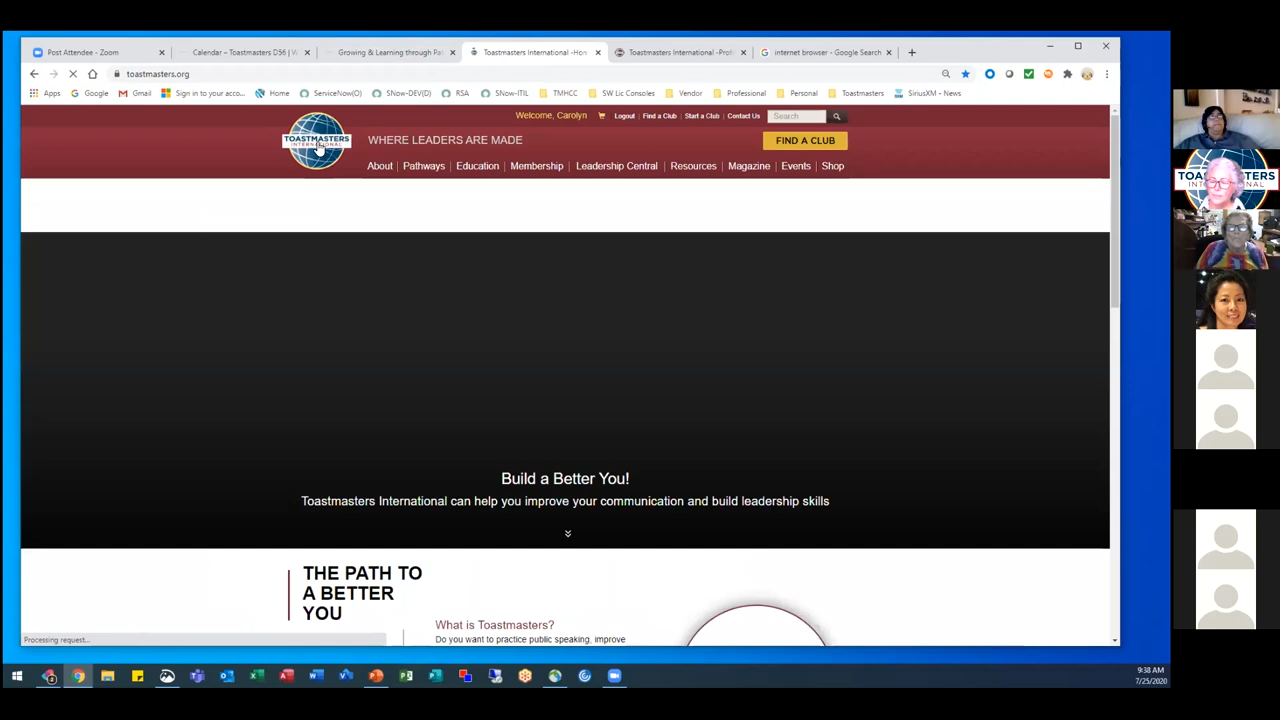 Post Attendee - Zoom
Calendar – Toastmasters D56 | W
Growing & Learning through Pa
Toastmasters International -Hom
Toastmasters International -Prof
internet browser - Google Search
toastmasters.org
Apps
Google
Gmail
Sign in to your acco...
Home
ServiceNow(O)
SNow-DEV(D)
RSA
SNow-ITIL
TMHCC
SW Lic Consoles
Vendor
Professional
Personal
Toastmasters
SiriusXM – News
Welcome, Carolyn
Logout
Find a Club
Start a Club
Contact Us
Search
TOASTMASTERS
INTERNATIONAL
WHERE LEADERS ARE MADE
FIND A CLUB
About
Pathways
Education
Membership
Leadership Central
Resources
Magazine
Events
Shop
Build a Better You!
Toastmasters International can help you improve your communication and build leadership skills
THE PATH TO
A BETTER
YOU
What is Toastmasters?
Do you want to practice public speaking, improve
Processing request...
9:38 AM
7/25/2020